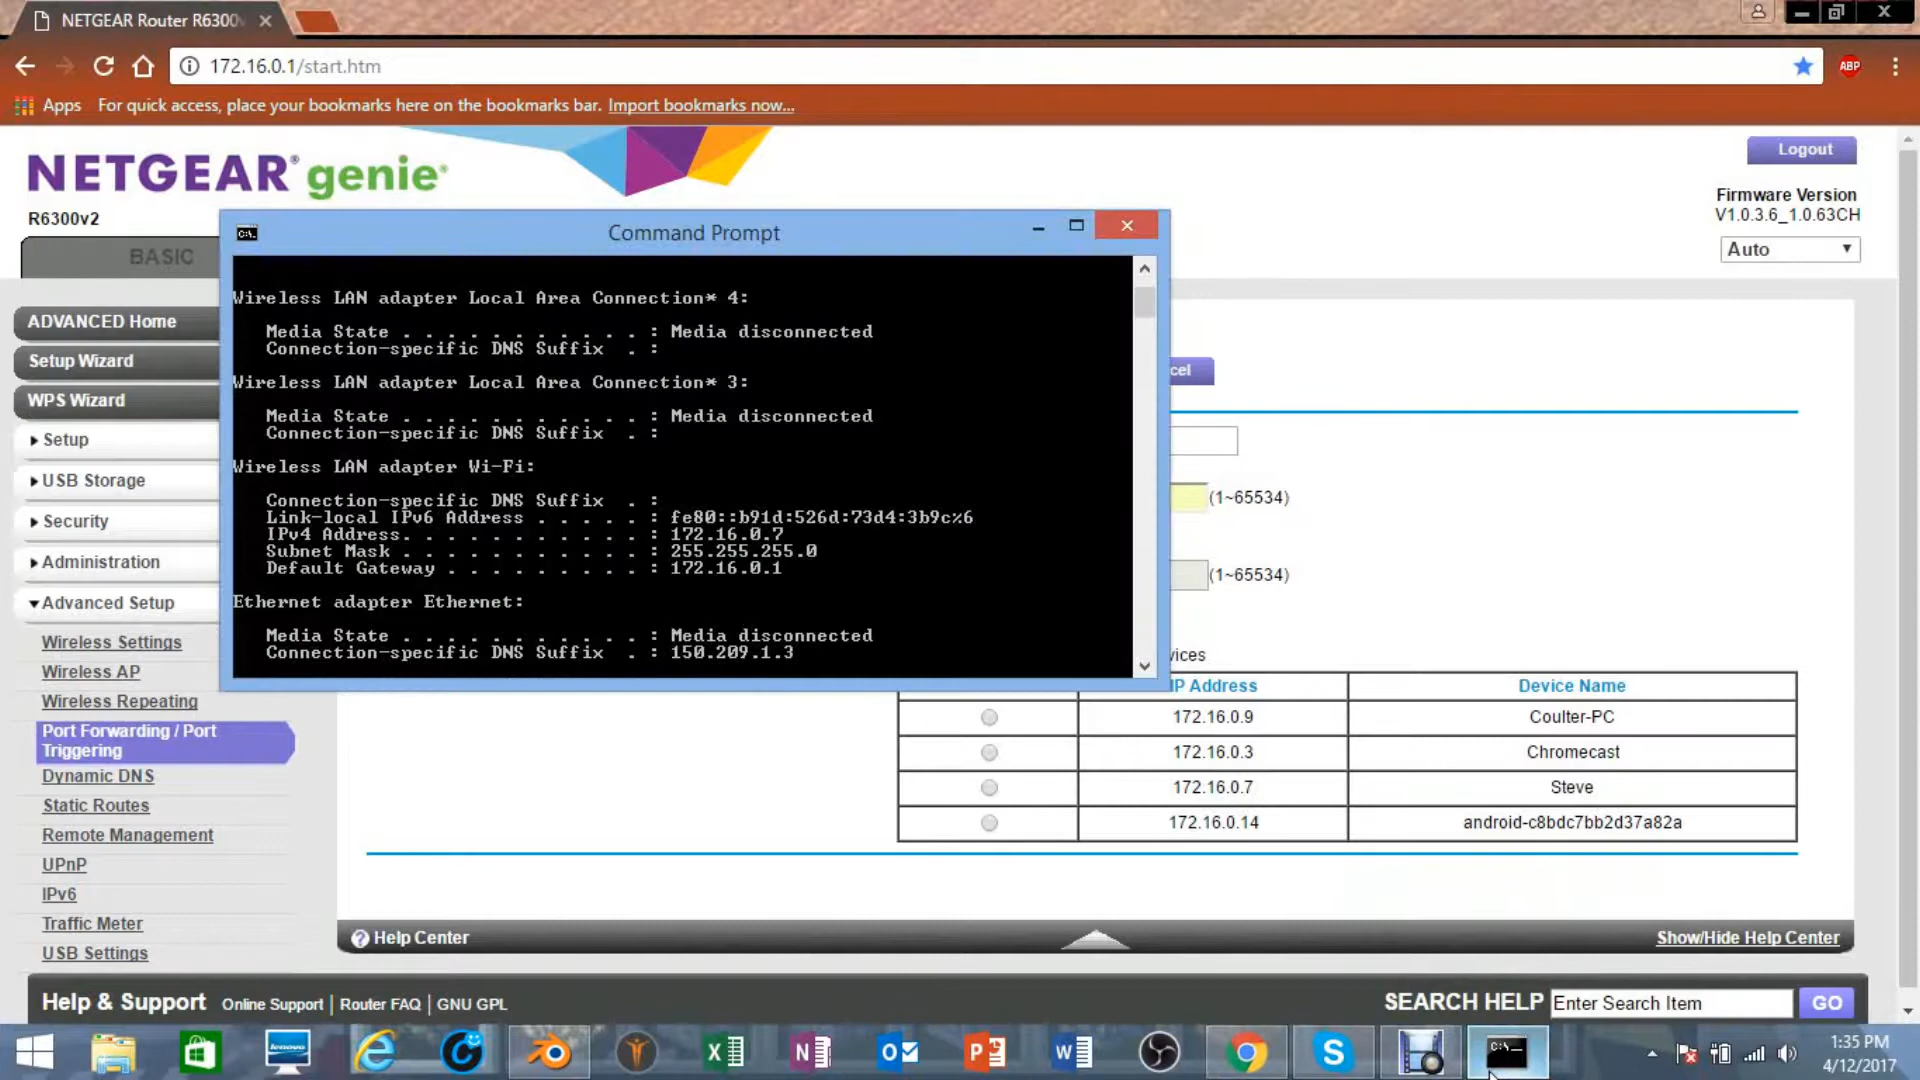 NETGEAR Router R6300
172.16.0.1/start.htm
ABP
Apps For quick access, place your bookmarks here on the bookmarks bar. Import bookmarks now...
NETGEAR® genie®
R6300v2
Logout
Firmware Version
V1.0.3.6_1.0.63CH
Auto
BASIC
ADVANCED Home
Setup Wizard
WPS Wizard
Setup
USB Storage
Security
Administration
Advanced Setup
Wireless Settings
Wireless AP
Wireless Repeating
Port Forwarding / Port
Triggering
Dynamic DNS
Static Routes
Remote Management
UPnP
IPv6
Traffic Meter
USB Settings
Command Prompt
Wireless LAN adapter Local Area Connection* 4:
Media State . . . . . . . . . . . : Media disconnected
Connection-specific DNS Suffix . :
Wireless LAN adapter Local Area Connection* 3:
Media State . . . . . . . . . . . : Media disconnected
Connection-specific DNS Suffix . :
Wireless LAN adapter Wi-Fi:
Connection-specific DNS Suffix . :
Link-local IPv6 Address . . . . . : fe80::b91d:526d:73d4:3b9c%6
IPv4 Address. . . . . . . . . . . : 172.16.0.7
Subnet Mask . . . . . . . . . . . : 255.255.255.0
Default Gateway . . . . . . . . . : 172.16.0.1
Ethernet adapter Ethernet:
Media State . . . . . . . . . . . : Media disconnected
Connection-specific DNS Suffix . : 150.209.1.3
cel
(1~65534)
(1~65534)
vices
IP Address Device Name
172.16.0.9 Coulter-PC
172.16.0.3 Chromecast
172.16.0.7 Steve
172.16.0.14 android-c8bdc7bb2d37a82a
Help Center
Show/Hide Help Center
Help & Support Online Support | Router FAQ | GNU GPL
SEARCH HELP Enter Search Item GO
lenovo
1:35 PM
4/12/2017